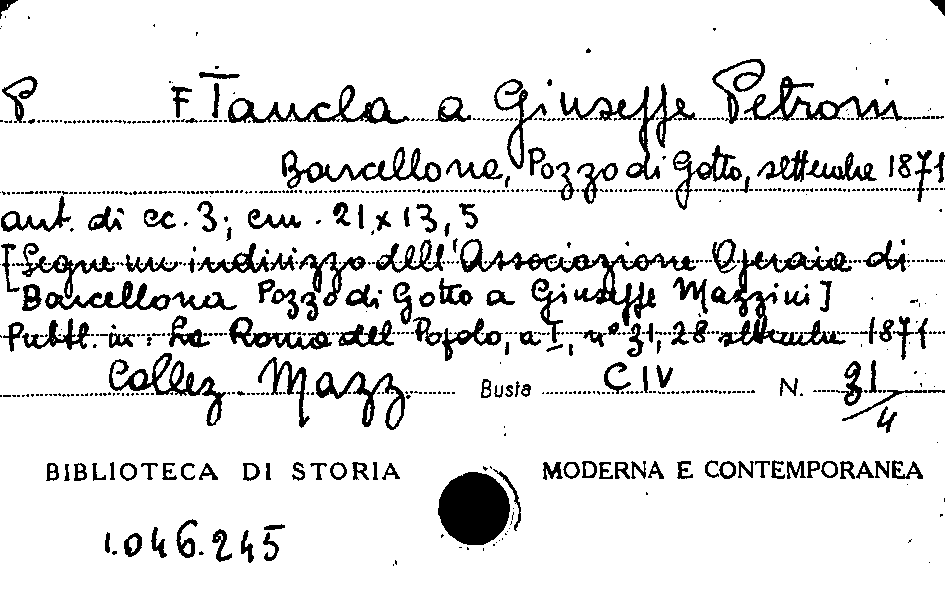 P. F. Taucla a Giuseppe Petroni
Barcellona, Pozzo di Gotto, settembre 1871
aut. di cc. 3; cm. 21 x 13,5
[Segue un indirizzo dell'Associazione Operaia di
Barcellona Pozzo di Gotto a Giuseppe Mazzini]
Pubbl. in: La Roma del Popolo, a I, n° 31, 28 settembre 1871
Collez. Mazz Busta CIV N. 31/4
BIBLIOTECA DI STORIA MODERNA E CONTEMPORANEA
1.046.245